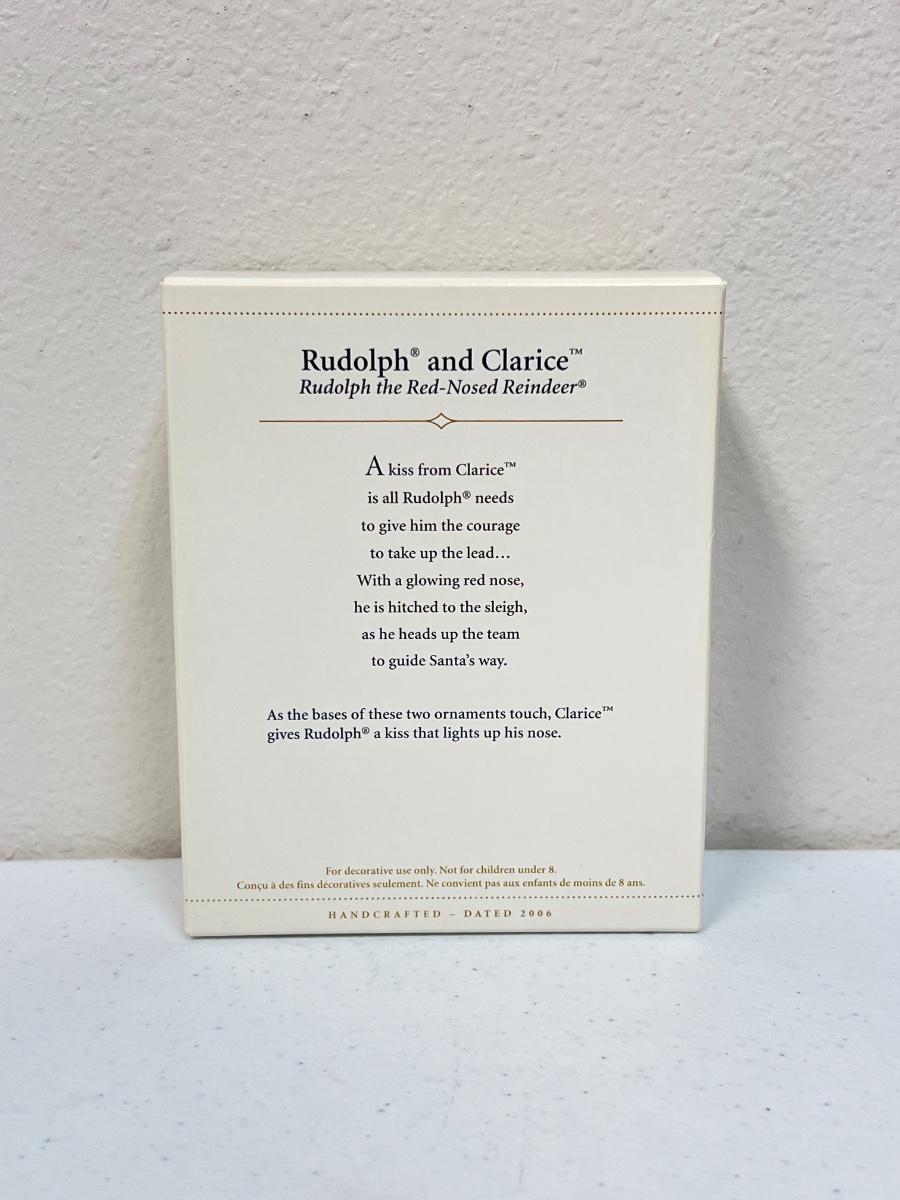 Rudolph® and Clarice™
Rudolph the Red-Nosed Reindeer®
A kiss from Clarice™
is all Rudolph® needs
to give him the courage
to take up the lead...
With a glowing red nose,
he is hitched to the sleigh,
as he heads up the team
to guide Santa's way.
As the bases of these two ornaments touch, Clarice™
gives Rudolph® a kiss that lights up his nose.
For decorative use only. Not for children under 8.
Conçu à des fins décoratives seulement. Ne convient pas aux enfants de moins de 8 ans.
HANDCRAFTED – DATED 2006